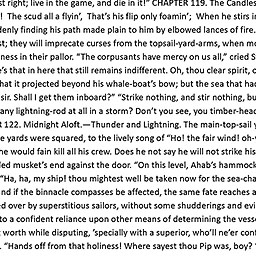 st right; live in the game, and die in it!" CHAPTER 119. The Candles
! The scud all a flyin', That's his flip only foamin'; When he stirs in
denly finding his path made plain to him by elbowed lances of fire.
st; they will imprecate curses from the topsail-yard-arms, when mo
ness in their pallor. "The corpusants have mercy on us all," cried S
's that in here that still remains indifferent. Oh, thou clear spirit, o
hat it projected beyond his whale-boat's bow; but the sea that had
sir. Shall I get them inboard?" "Strike nothing, and stir nothing, bu
any lightning-rod at all in a storm? Don't you see, you timber-head
R 122. Midnight Aloft.—Thunder and Lightning. The main-top-sail y
e yards were squared, to the lively song of "Ho! the fair wind! oh-y
he would fain kill all his crew. Does he not say he will not strike his
ded musket's end against the door. "On this level, Ahab's hammock
"Ha, ha, my ship! thou mightest well be taken now for the sea-cha
nd if the binnacle compasses be affected, the same fate reaches a
ed over by superstitious sailors, without some shudderings and evi
to a confident reliance upon other means of determining the vesse
t worth while disputing, 'specially with a superior, who'll ne'er conf
. "Hands off from that holiness! Where sayest thou Pip was, boy? "